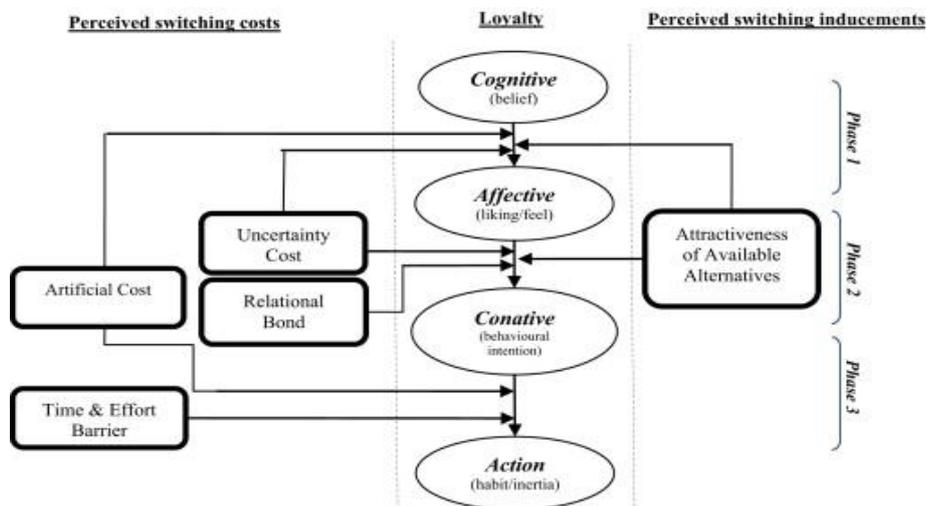 Perceived switching costs
Loyalty
Perceived switching inducements
Cognitive
(belief)
Phase 1
Affective
(liking/feel)
Uncertainty
Cost
Attractiveness
of Available
Alternatives
Phase 2
Artificial Cost
Relational
Bond
Conative
(behavioural
intention)
Phase 3
Time & Effort
Barrier
Action
(habit/inertia)